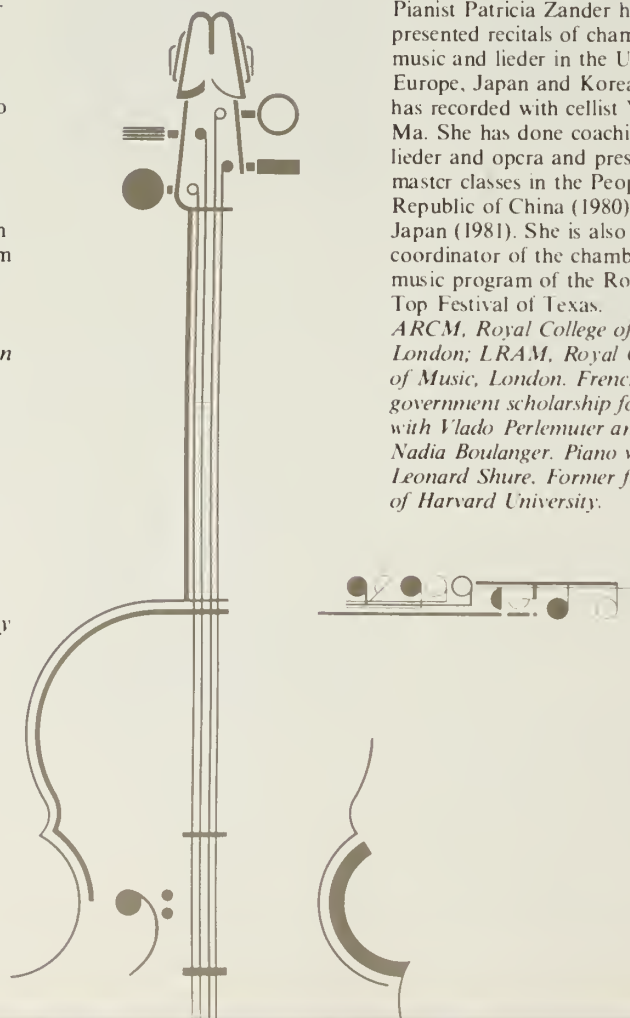 o
n
m
n
y
Pianist Patricia Zander h
presented recitals of cham
music and lieder in the U
Europe, Japan and Korea
has recorded with cellist Y
Ma. She has done coachi
lieder and opera and pres
master classes in the Peop
Republic of China (1980)
Japan (1981). She is also
coordinator of the chamb
music program of the Ro
Top Festival of Texas.
ARCM, Royal College of
London; LRAM, Royal
of Music, London. Frenc
government scholarship fo
with Vlado Perlemuter an
Nadia Boulanger. Piano w
Leonard Shure. Former f
of Harvard University.